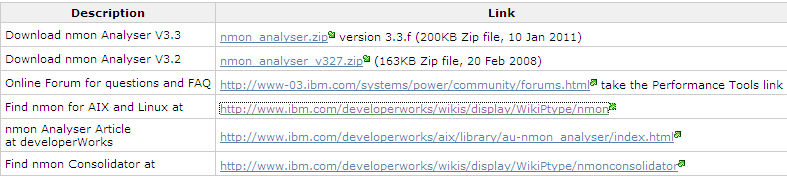 Description Link
Download nmon Analyser V3.3 nmon_analyser.zip version 3.3.f (200KB Zip file, 10 Jan 2011)
Download nmon Analyser V3.2 nmon_analyser_v327.zip (163KB Zip file, 20 Feb 2008)
Online Forum for questions and FAQ http://www-03.ibm.com/systems/power/community/forums.html take the Performance Tools link
Find nmon for AIX and Linux at http://www.ibm.com/developerworks/wikis/display/WikiPtype/nmon
nmon Analyser Article
at developerWorks http://www.ibm.com/developerworks/aix/library/au-nmon_analyser/index.html
Find nmon Consolidator at http://www.ibm.com/developerworks/wikis/display/WikiPtype/nmonconsolidator